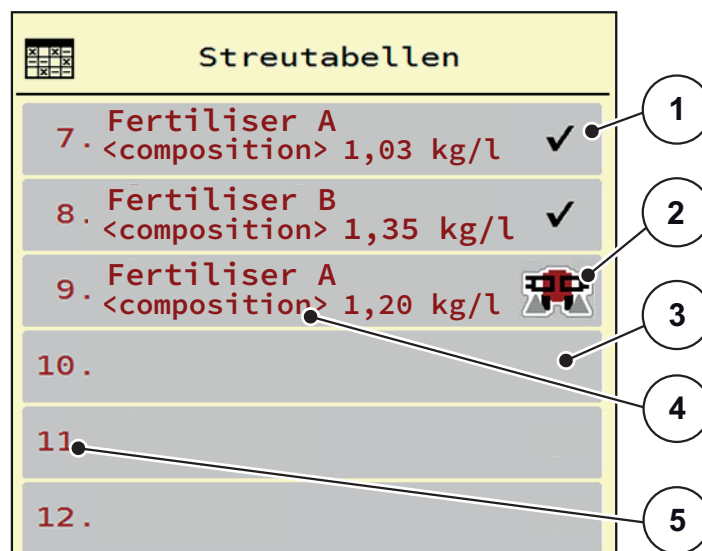 Streutabellen
7. Fertiliser A
<composition> 1,03 kg/l
1
8. Fertiliser B
<composition> 1,35 kg/l
2
9. Fertiliser A
<composition> 1,20 kg/l
3
10.
4
11
12.
5